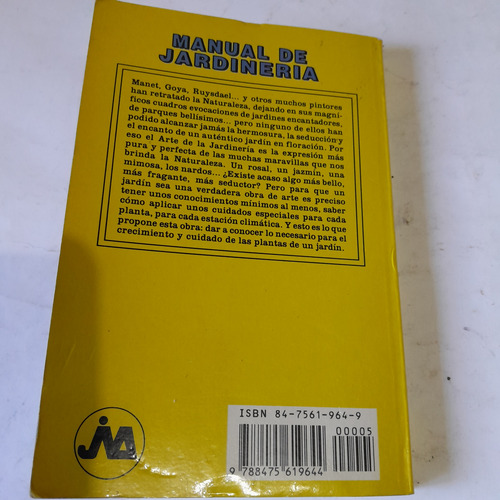 MANUAL DE
JARDINERIA
Manet, Goya, Ruysdael... y otros muchos pintores
han retratado la Naturaleza, dejando en sus magní-
ficos cuadros evocaciones de jardines encantadores,
de parques bellísimos... pero ninguno de ellos han
podido alcanzar jamás la hermosura, la seducción y
el encanto de un auténtico jardín en floración. Por
eso el Arte de la Jardinería es la expresión más
pura y perfecta de las muchas maravillas que nos
brinda la Naturaleza. Un rosal, un jazmín, una
mimosa, los nardos... ¿Existe acaso algo más bello,
más fragante, más seductor? Pero para que un
jardín sea una verdadera obra de arte es preciso
tener unos conocimientos mínimos al menos, saber
cómo aplicar unos cuidados especiales para cada
planta, para cada estación climática. Y esto es lo que
propone esta obra: dar a conocer lo necesario para el
crecimiento y cuidado de las plantas de un jardín.
ISBN 84-7561-964-9
00005
9 788475 619644
JMA